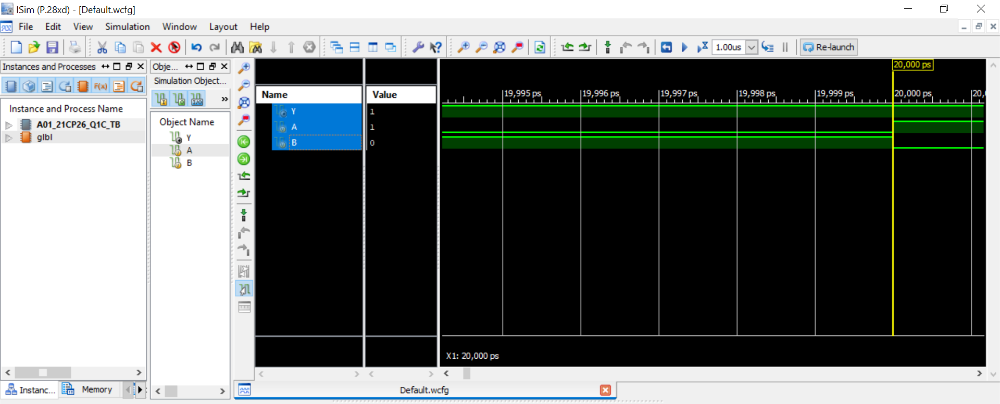 ISim (P.28xd) - [Default.wcfg]
File Edit View Simulation Window Layout Help
1.00us
Re-launch
Instances and Processes
F(x)
Instance and Process Name
A01_21CP26_Q1C_TB
glbl
Instanc...
Memory
Obje...
Simulation Object...
I O I/O »
Object Name
Y
A
B
Name Value
Y 1
A 1
B 0
20,000 ps
19,995 ps 19,996 ps 19,997 ps 19,998 ps 19,999 ps 20,000 ps 20,
X1: 20,000 ps
Default.wcfg